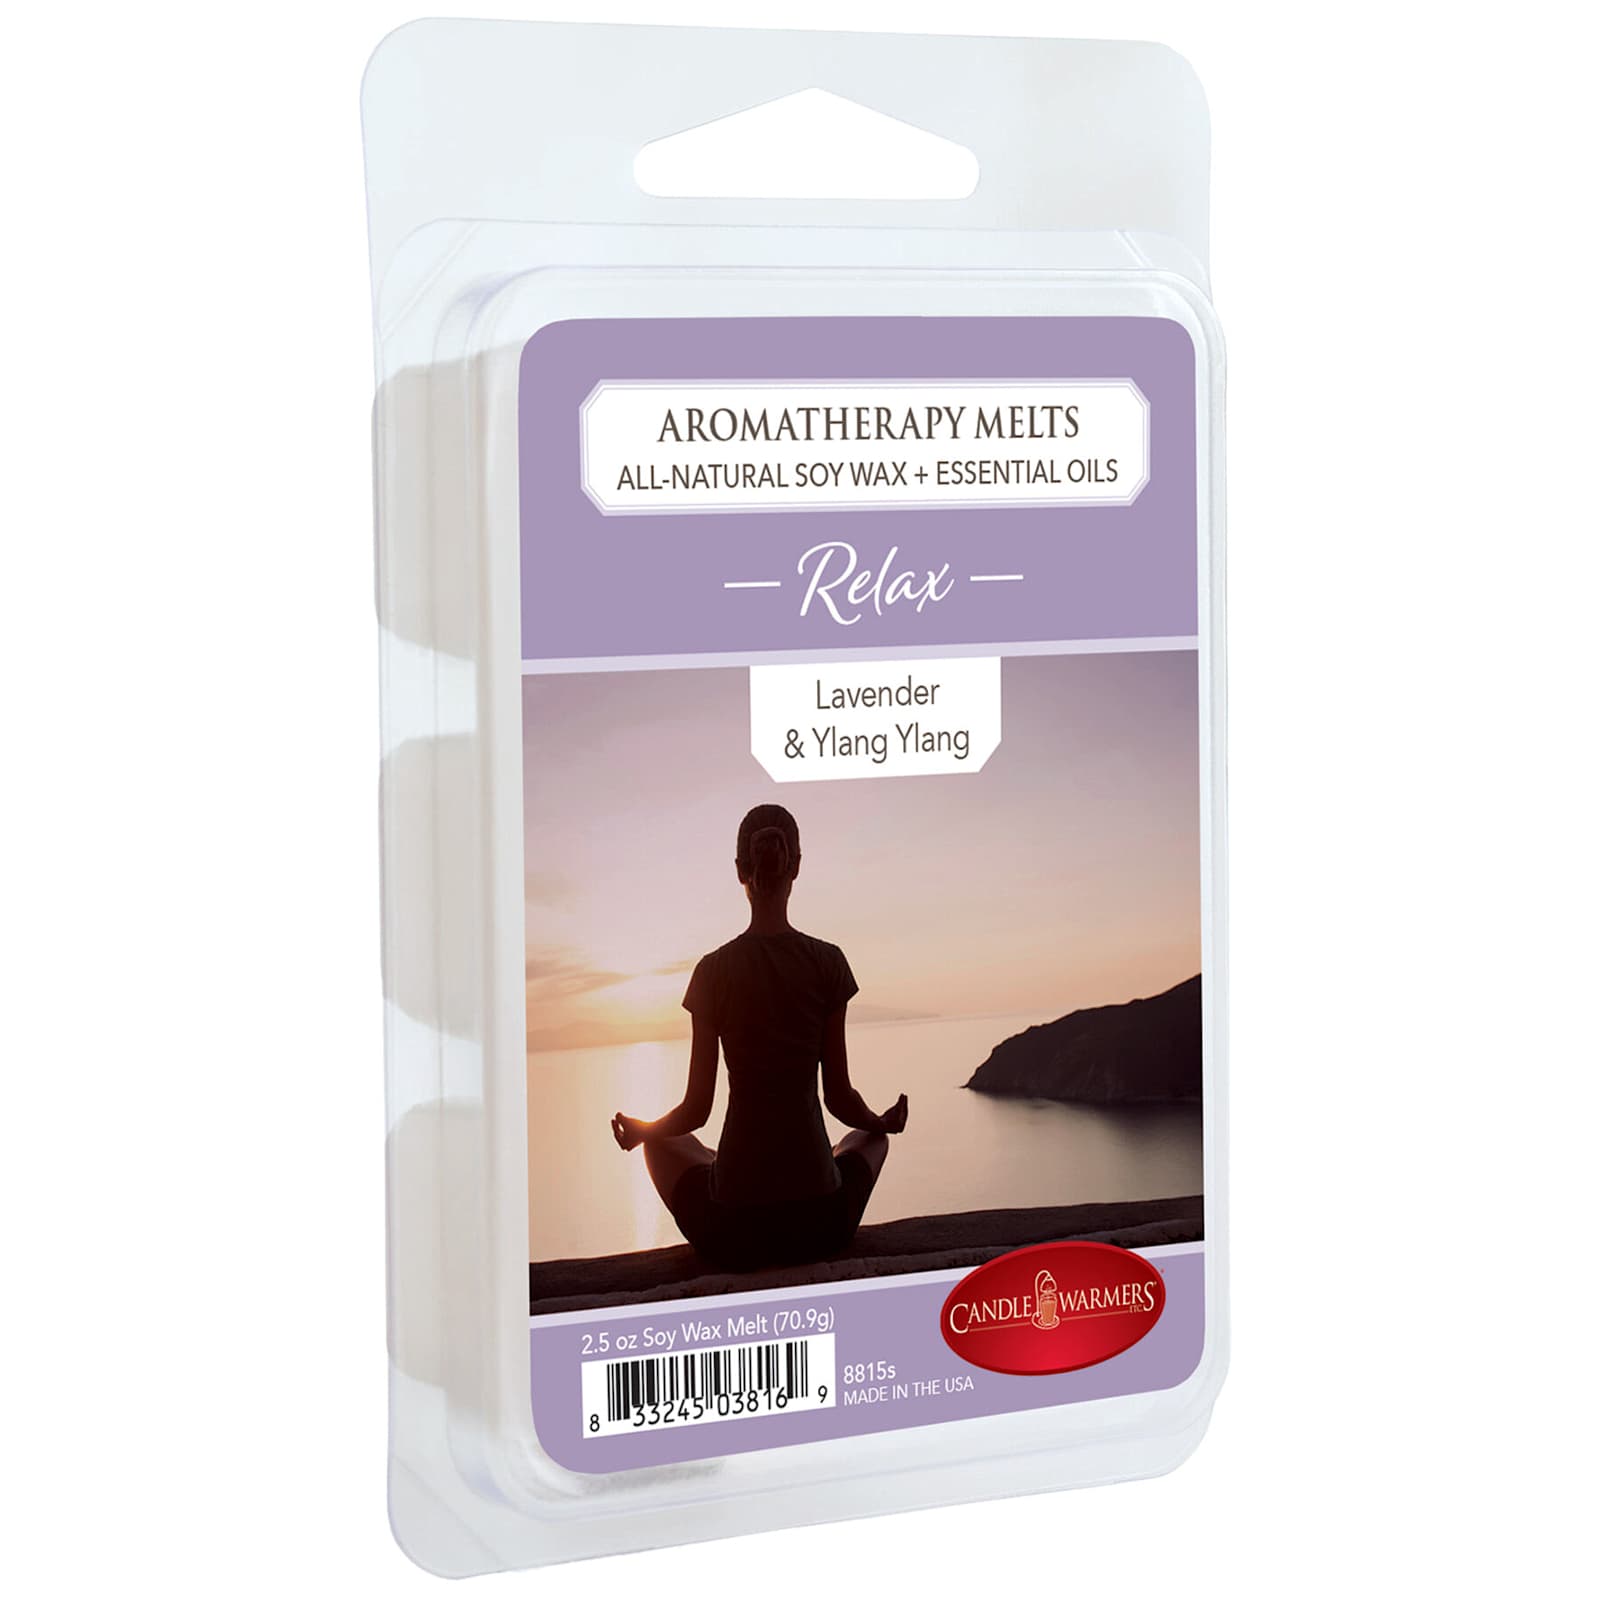 AROMATHERAPY MELTS
ALL-NATURAL SOY WAX + ESSENTIAL OILS
Relax
Lavender
& Ylang Ylang
CANDLE WARMERS ETC
2.5 oz Soy Wax Melt (70.9g)
8 33245 03816 9
8815s
MADE IN THE USA